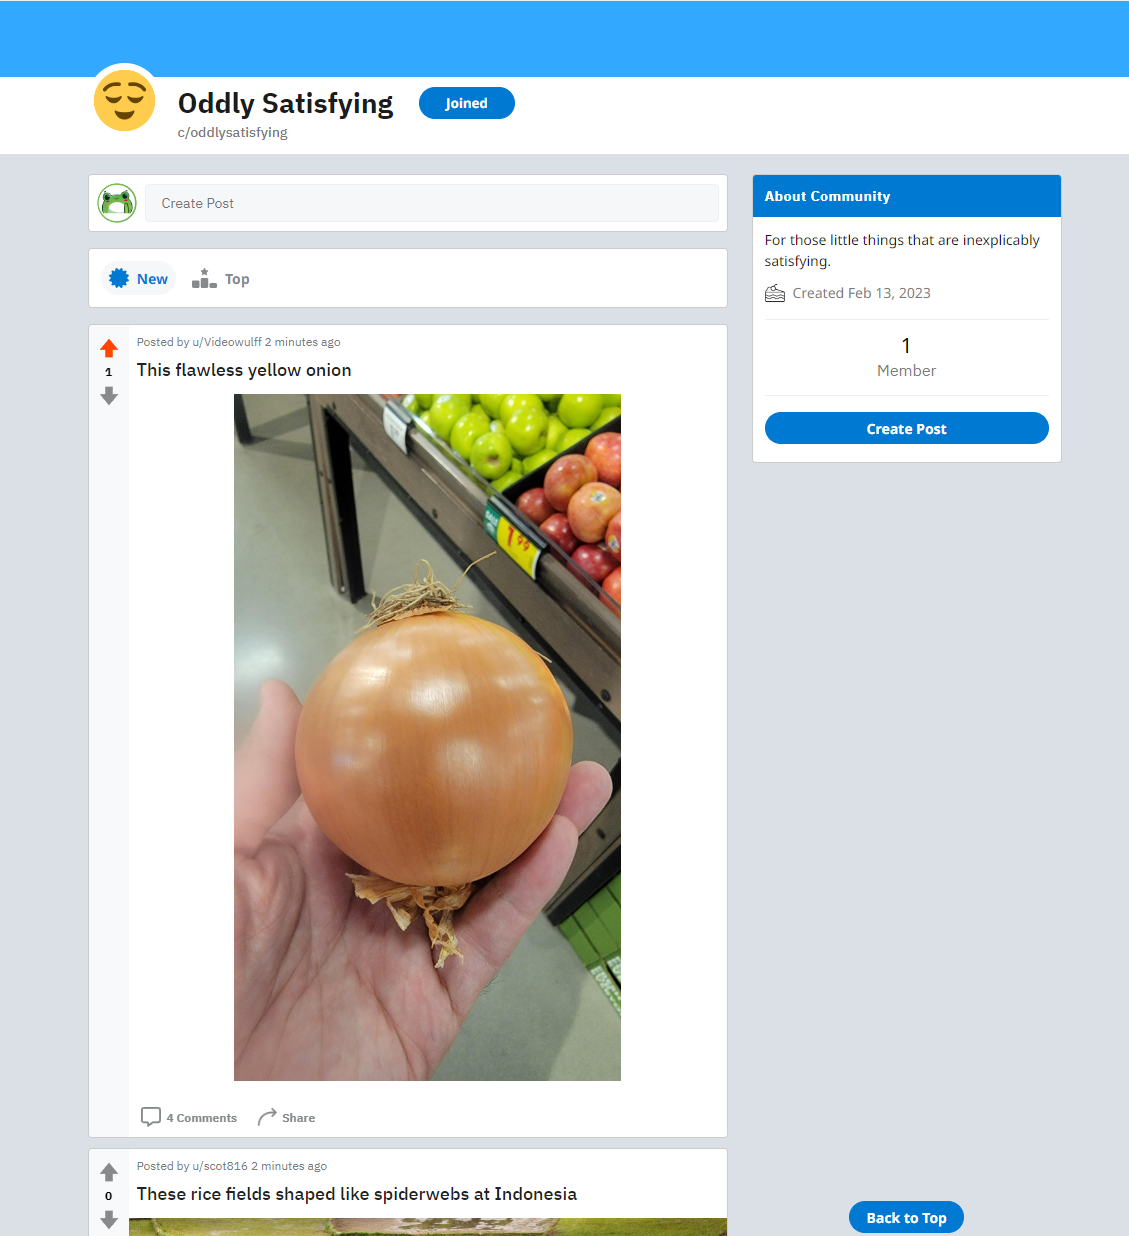 Oddly Satisfying
Joined
c/oddlysatisfying
Create Post
New
Top
Posted by u/Videowulff 2 minutes ago
This flawless yellow onion
1
1.99
4 Comments
Share
Posted by u/scot816 2 minutes ago
These rice fields shaped like spiderwebs at Indonesia
0
About Community
For those little things that are inexplicably
satisfying.
Created Feb 13, 2023
1
Member
Create Post
Back to Top